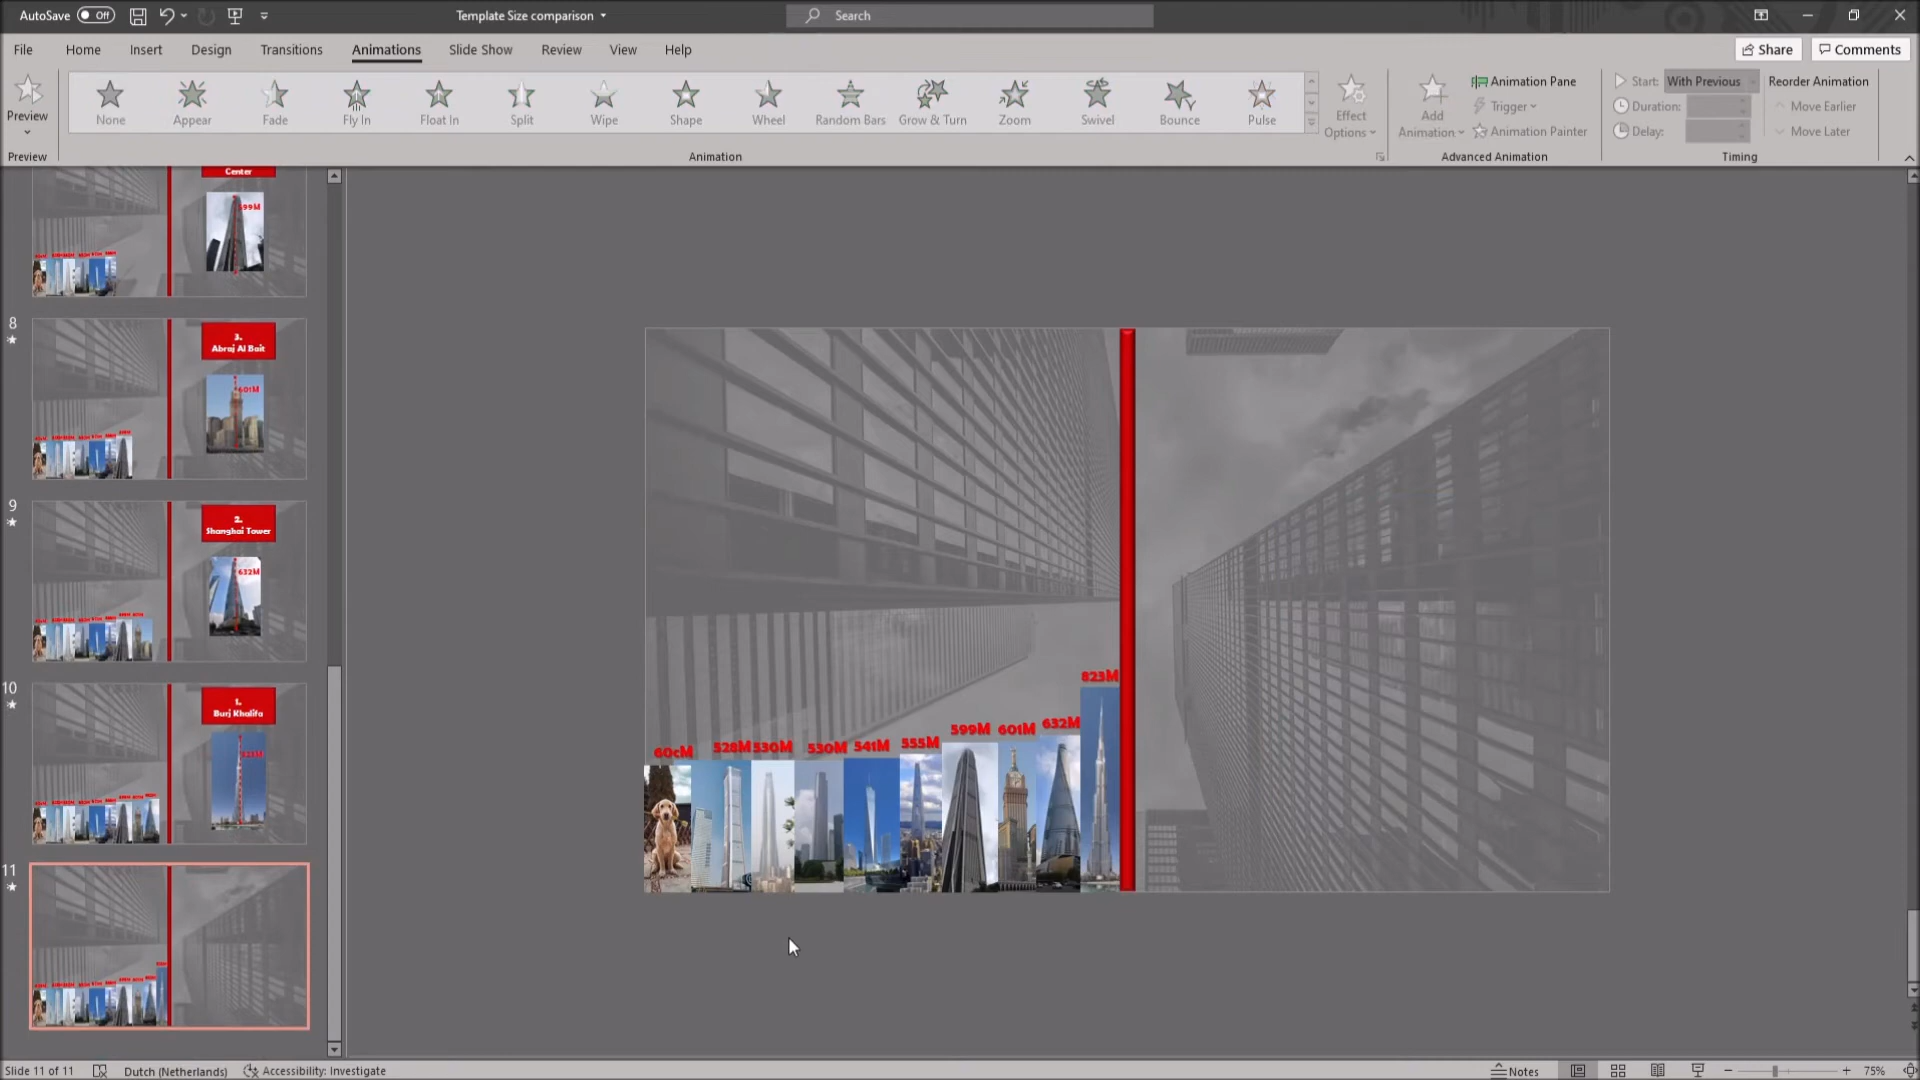 AutoSave Off
Template Size comparison
Search
File Home Insert Design Transitions Animations Slide Show Review View Help
Share Comments
Preview
None Appear Fade Fly In Float In Split Wipe Shape Wheel Random Bars Grow & Turn Zoom Swivel Bounce Pulse
Effect Options
Add Animation
Animation Pane
Trigger
Animation Painter
Start: With Previous
Duration:
Delay:
Reorder Animation
Move Earlier
Move Later
Preview Animation Advanced Animation Timing
Center
599M
8
3.
Abraj Al Bait
601M
9
2.
Shanghai Tower
632M
10
1.
Burj Khalifa
823M
11
823M
599M 601M 632M
60cM 528M 530M 530M 541M 555M
Slide 11 of 11 Dutch (Netherlands) Accessibility: Investigate
Notes 75%